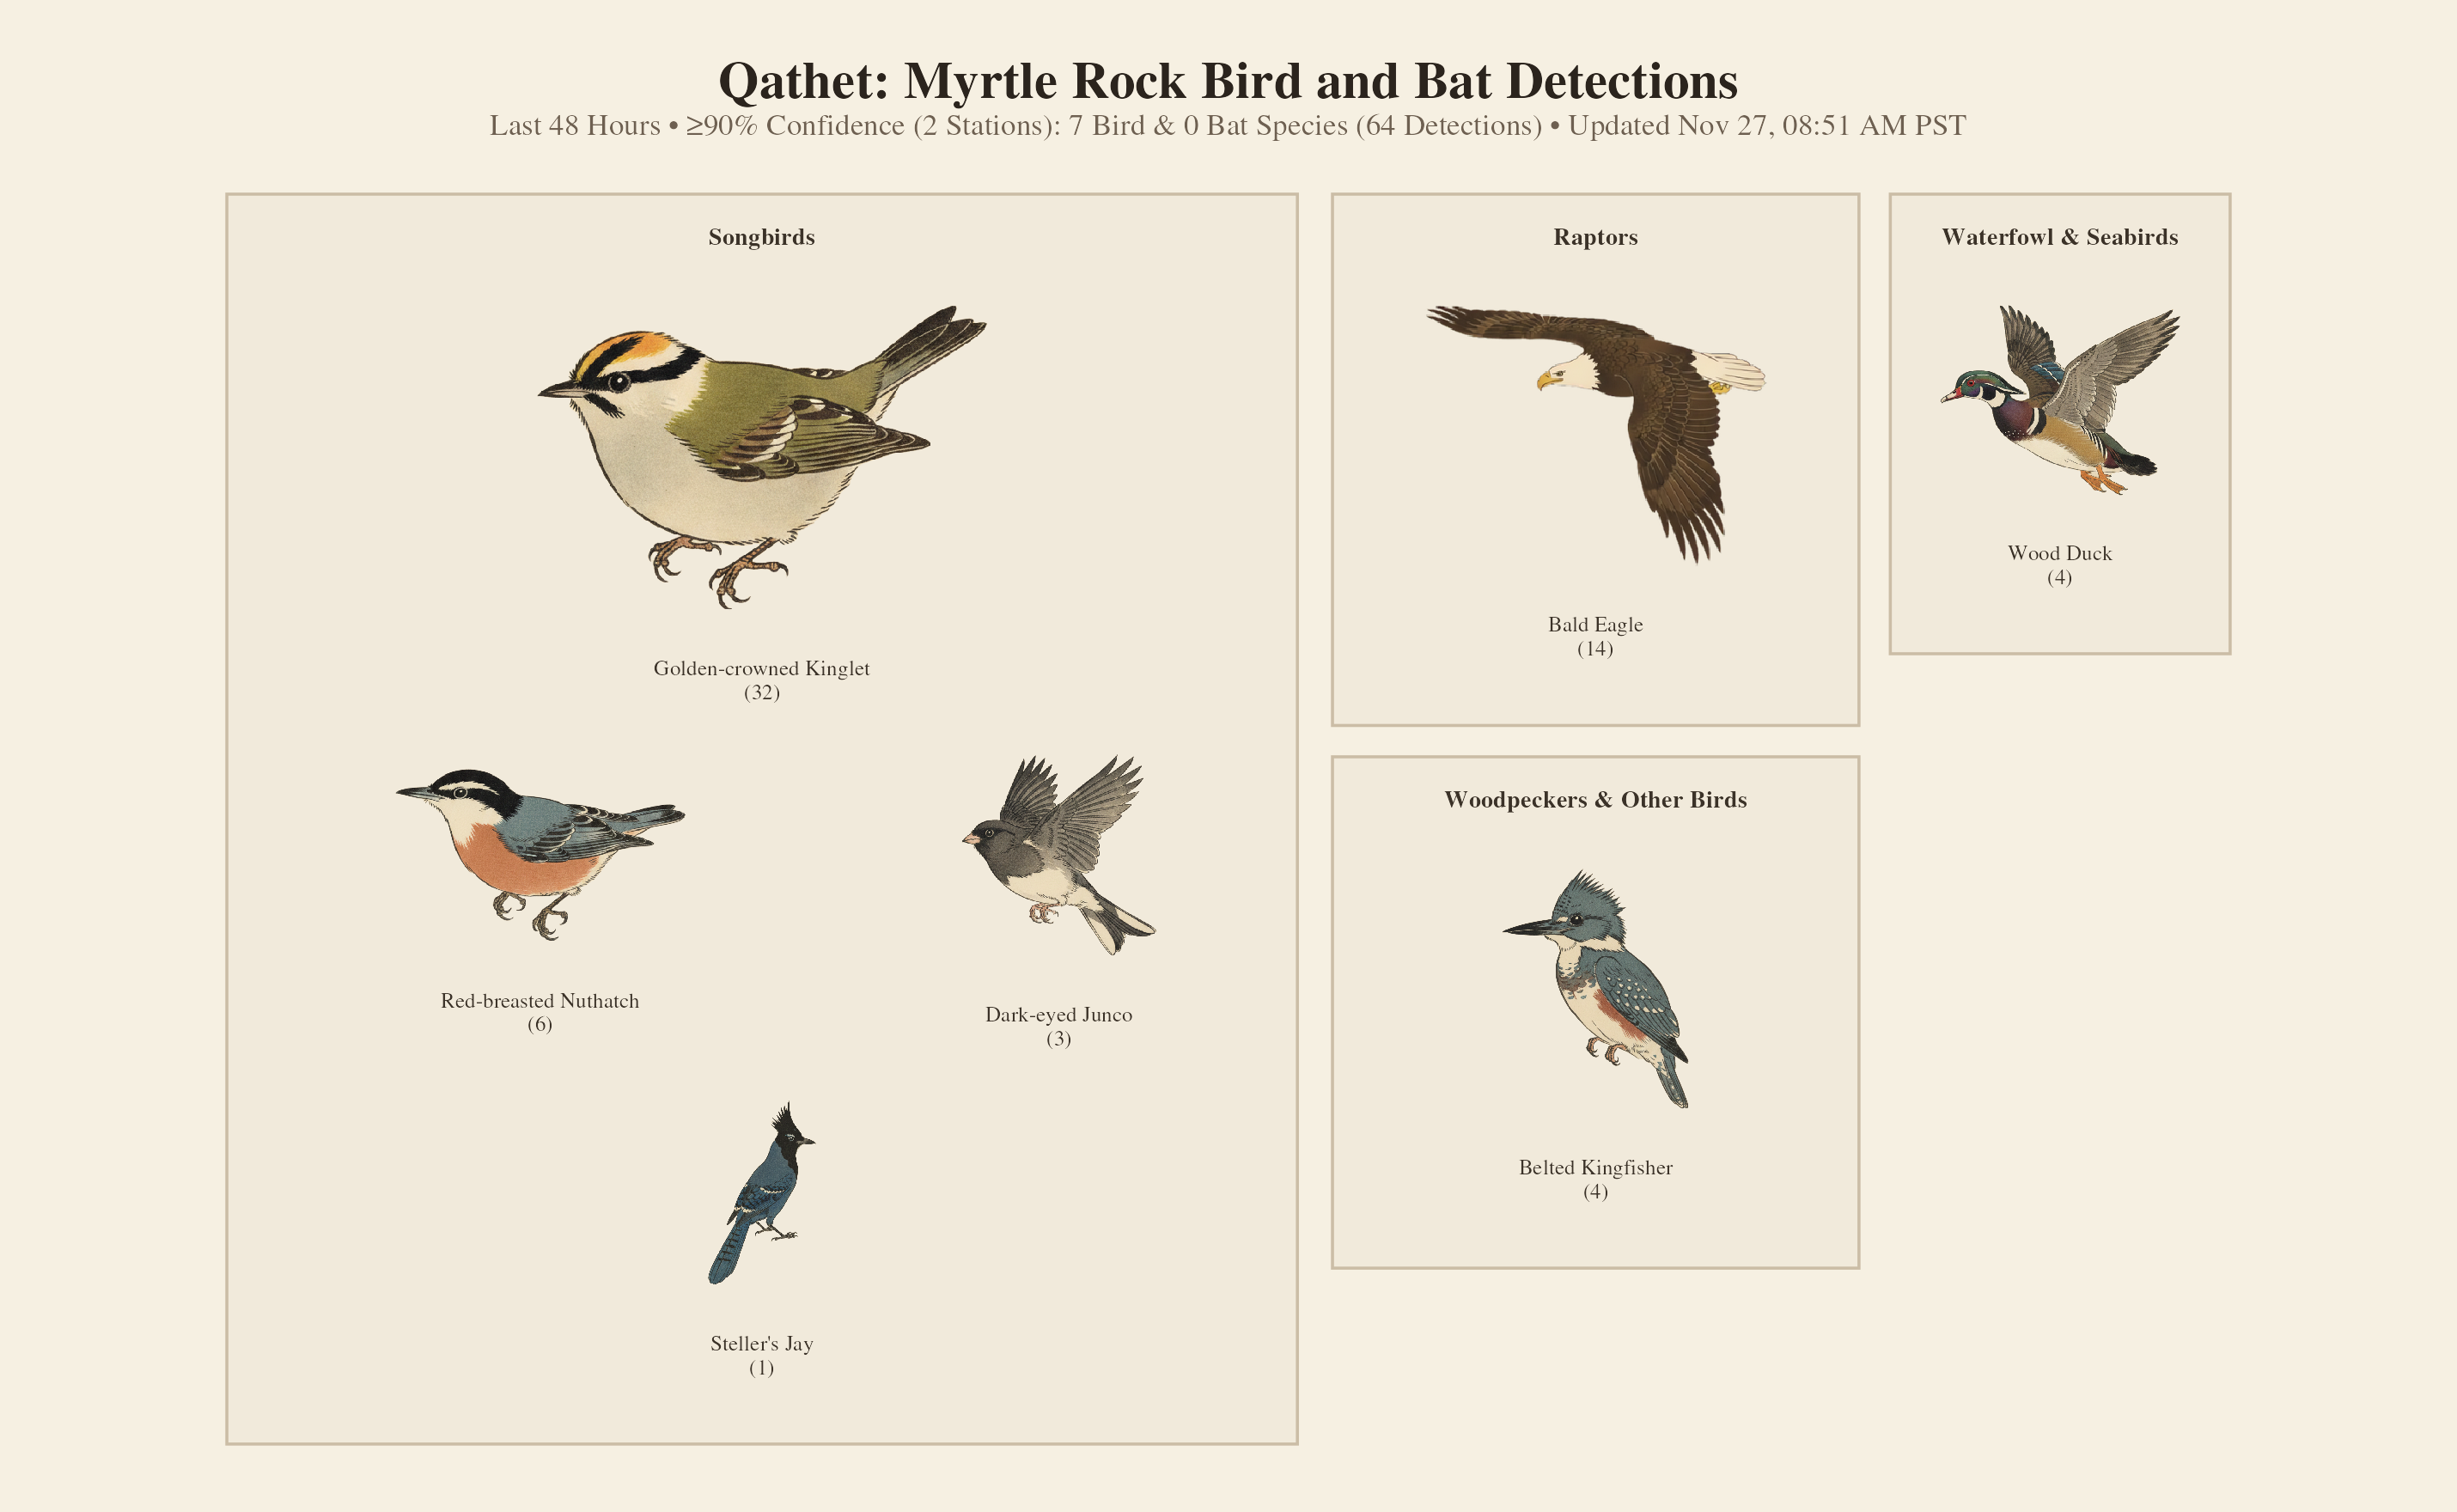 Qathet: Myrtle Rock Bird and Bat Detections
Last 48 Hours • ≥90% Confidence (2 Stations): 7 Bird & 0 Bat Species (64 Detections) • Updated Nov 27, 08:51 AM PST
Songbirds
Golden-crowned Kinglet
(32)
Red-breasted Nuthatch
(6)
Dark-eyed Junco
(3)
Steller's Jay
(1)
Raptors
Bald Eagle
(14)
Woodpeckers & Other Birds
Belted Kingfisher
(4)
Waterfowl & Seabirds
Wood Duck
(4)